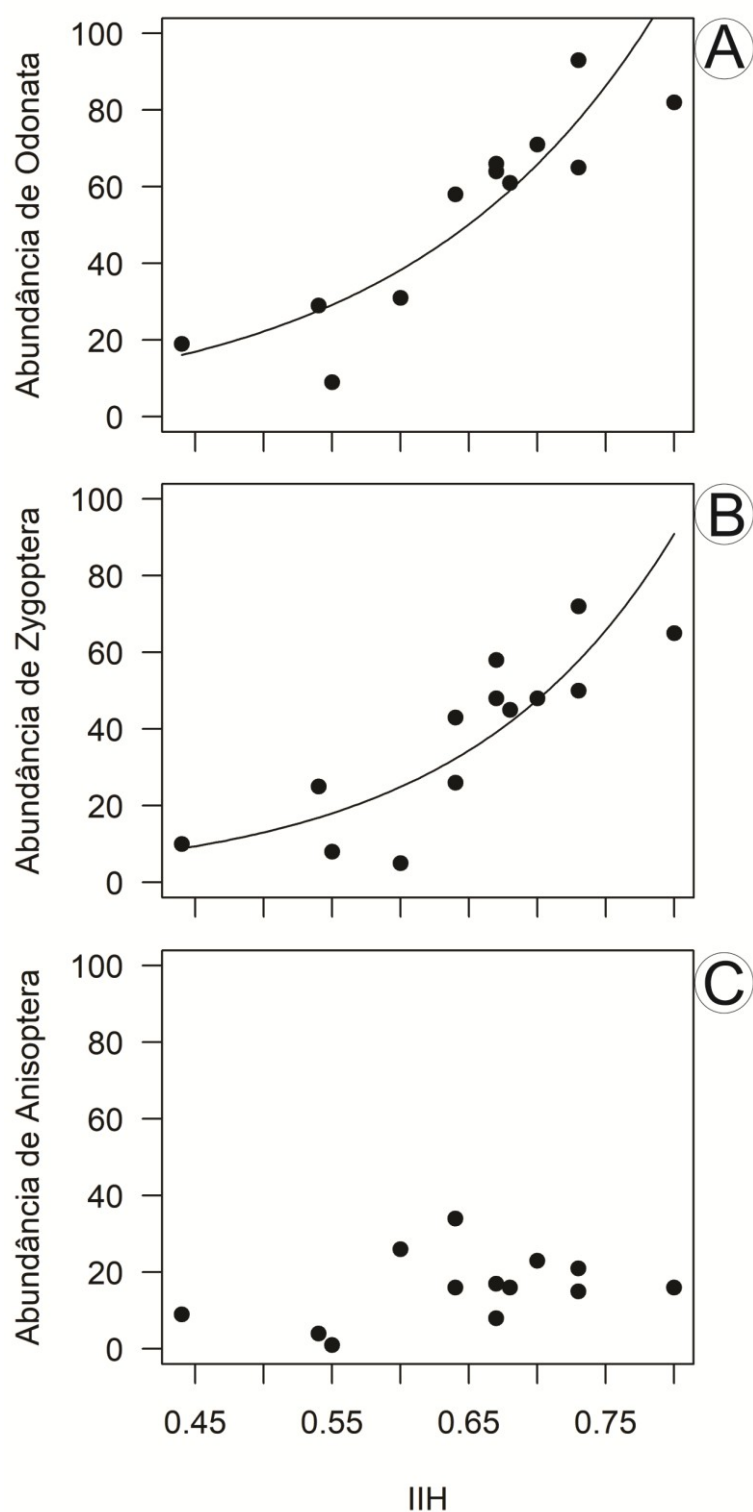 A
Abundância de Odonata
100
80
60
40
20
0
B
Abundância de Zygoptera
100
80
60
40
20
0
C
Abundância de Anisoptera
100
80
60
40
20
0
0.45 0.55 0.65 0.75
IIH